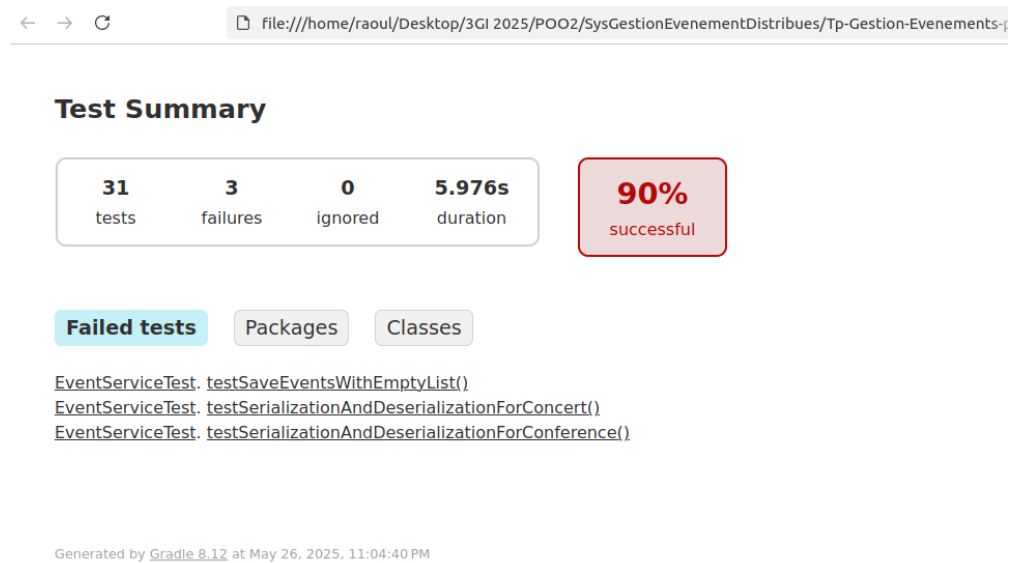 file:///home/raoul/Desktop/3GI 2025/POO2/SysGestionEvenementDistribues/Tp-Gestion-Evenements-
Test Summary
31 3 0 5.976s
tests failures ignored duration
90%
successful
Failed tests Packages Classes
EventServiceTest. testSaveEventsWithEmptyList()
EventServiceTest. testSerializationAndDeserializationForConcert()
EventServiceTest. testSerializationAndDeserializationForConference()
Generated by Gradle 8.12 at May 26, 2025, 11:04:40 PM